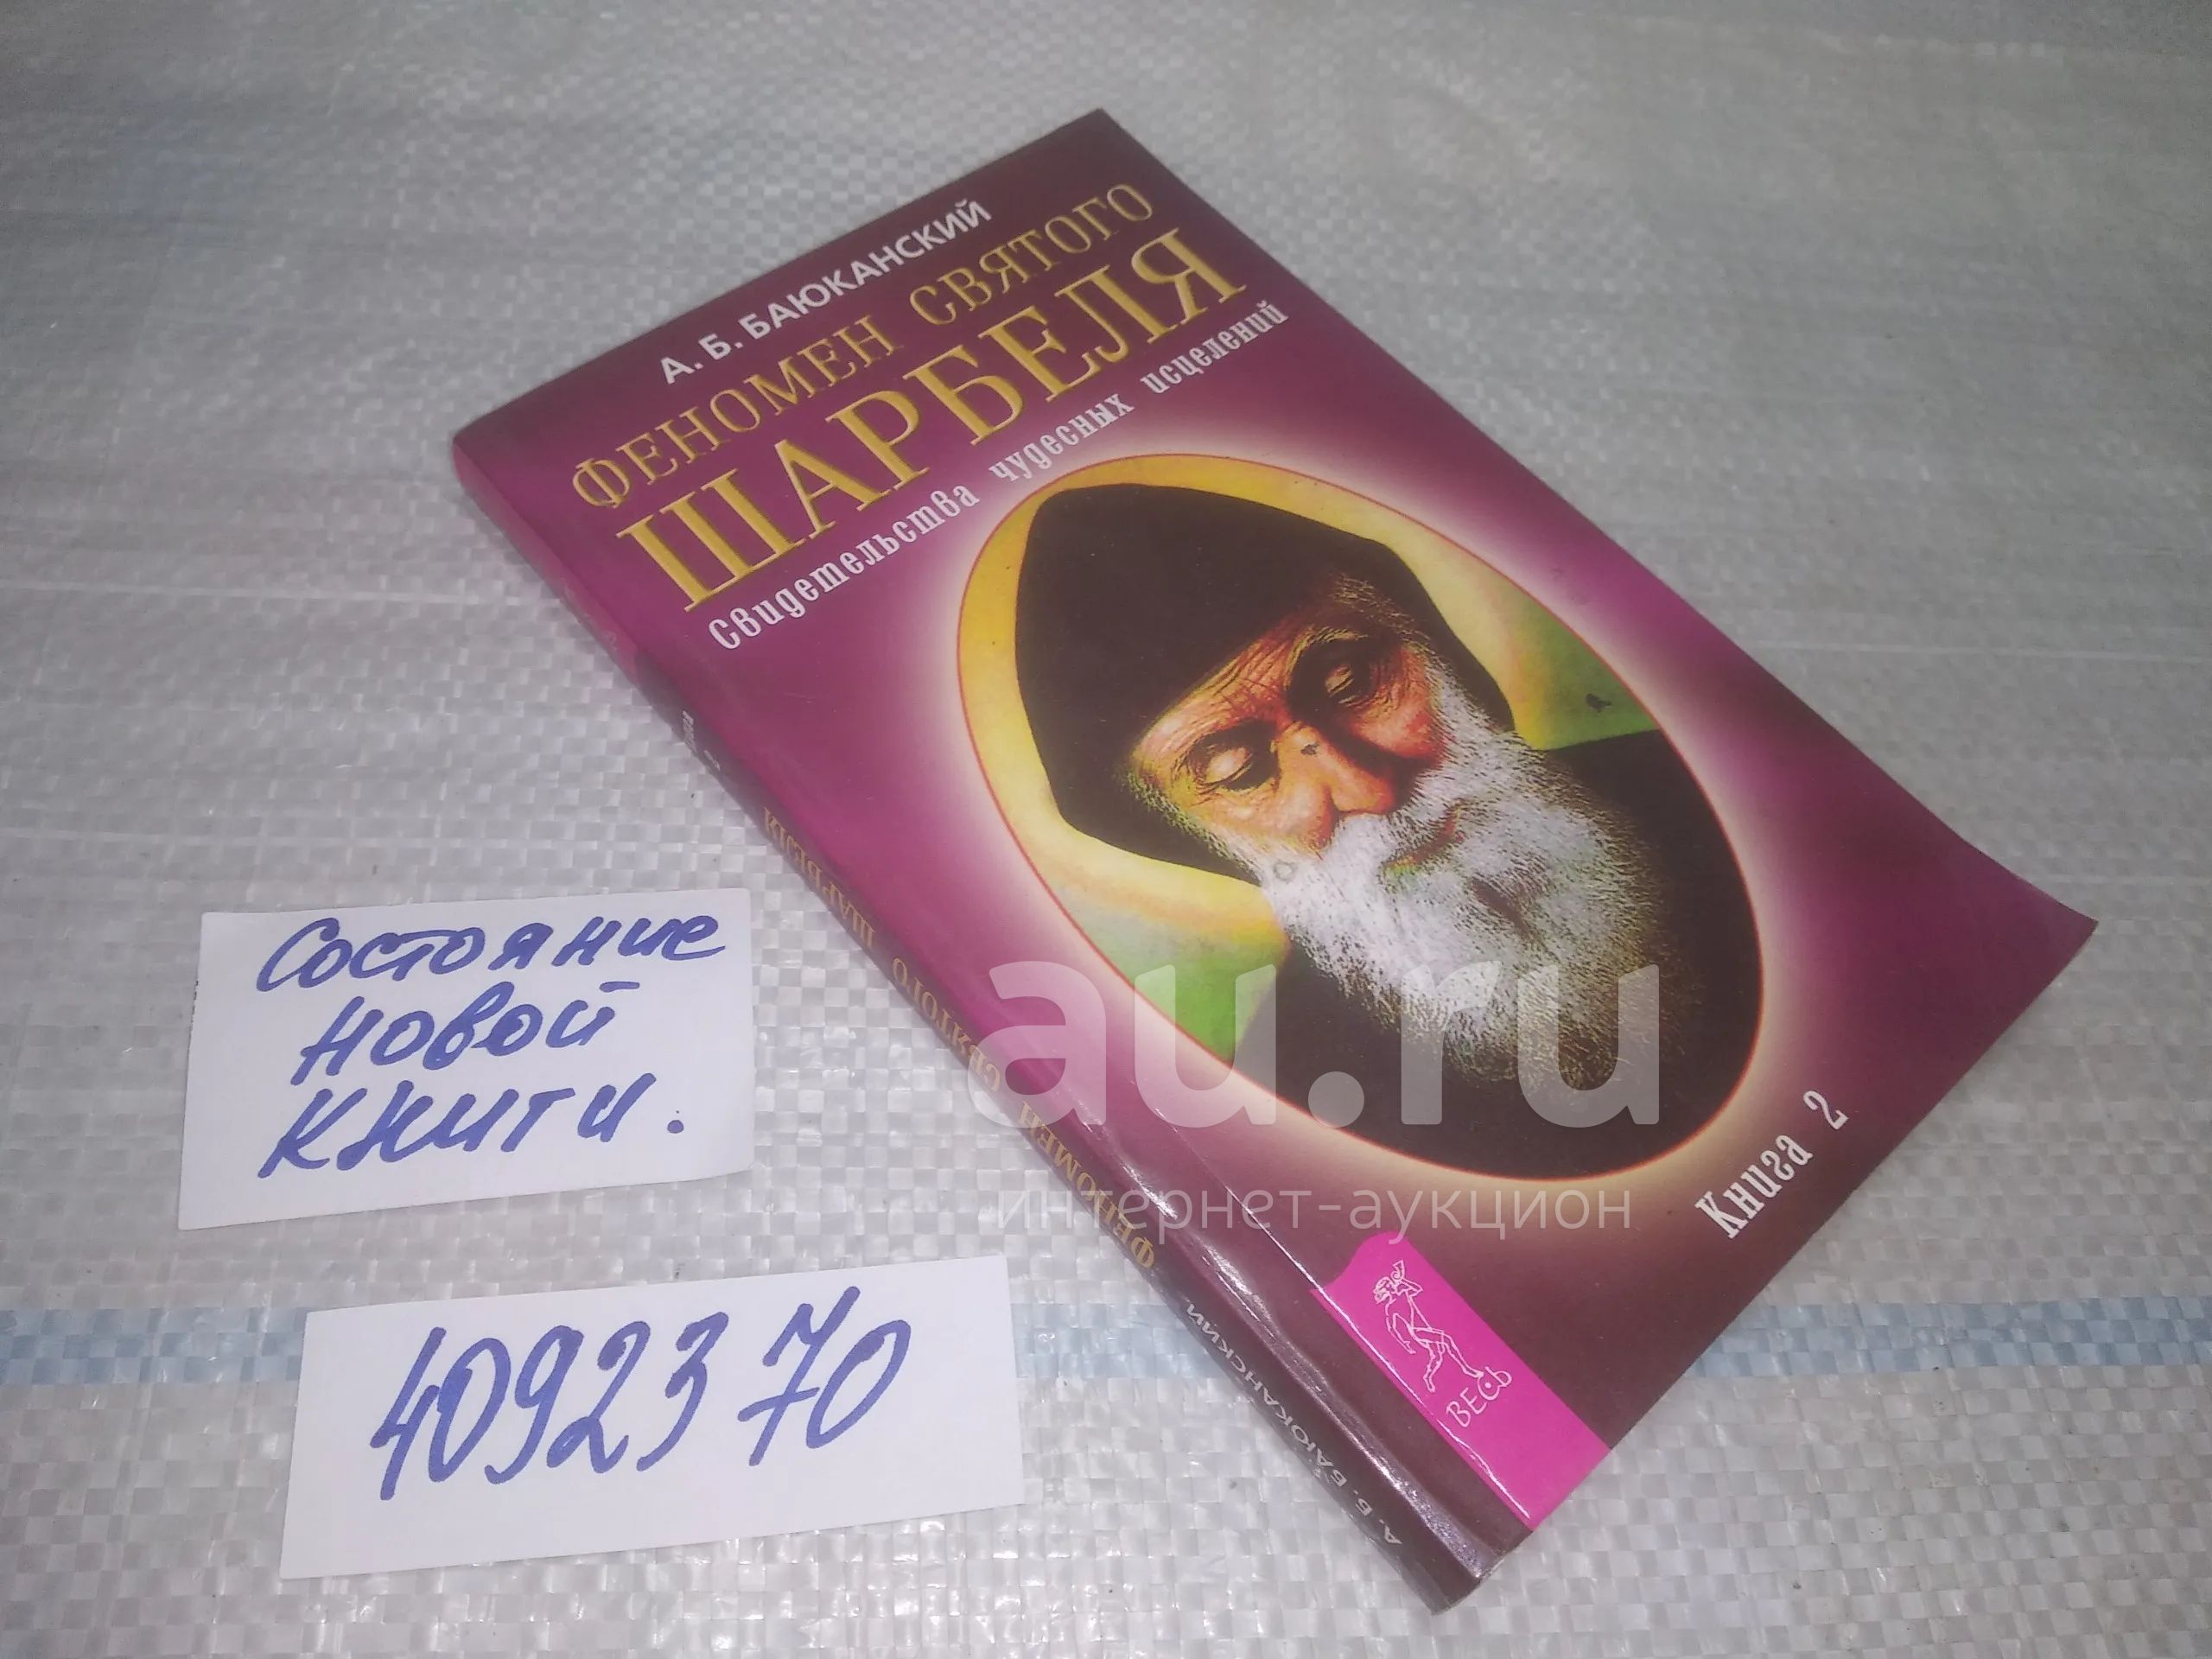 А. Б. БАЮКАНСКИЙ
ФЕНОМЕН СВЯТОГО
ШАРБЕЛЯ
Свидетельства чудесных исцелений
Книга 2
ВЕСЬ
А. Б. БАЮКАНСКИЙ
ФЕНОМЕН СВЯТОГО ШАРБЕЛЯ
Состояние
новой
книги.
4092370
au.ru
интернет-аукцион